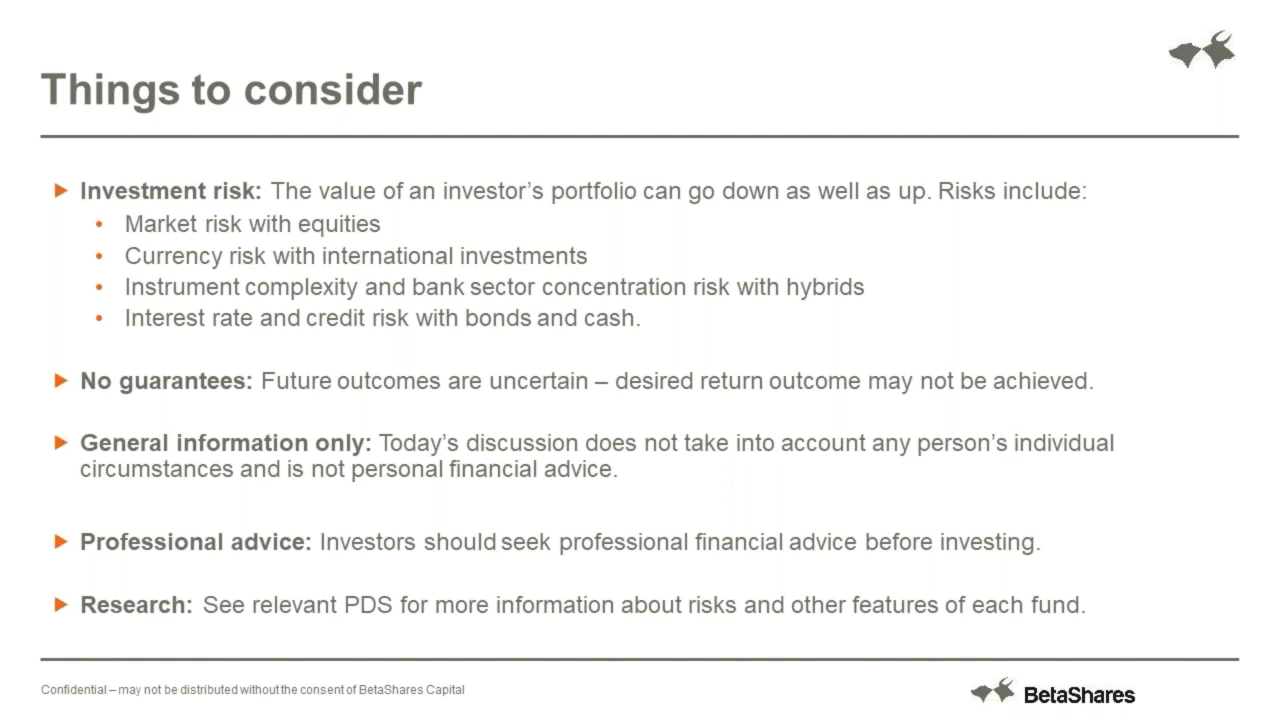 Things to consider
Investment risk: The value of an investor’s portfolio can go down as well as up. Risks include:
• Market risk with equities
• Currency risk with international investments
• Instrument complexity and bank sector concentration risk with hybrids
• Interest rate and credit risk with bonds and cash.
No guarantees: Future outcomes are uncertain – desired return outcome may not be achieved.
General information only: Today’s discussion does not take into account any person’s individual
circumstances and is not personal financial advice.
Professional advice: Investors should seek professional financial advice before investing.
Research: See relevant PDS for more information about risks and other features of each fund.
Confidential – may not be distributed without the consent of BetaShares Capital
BetaShares